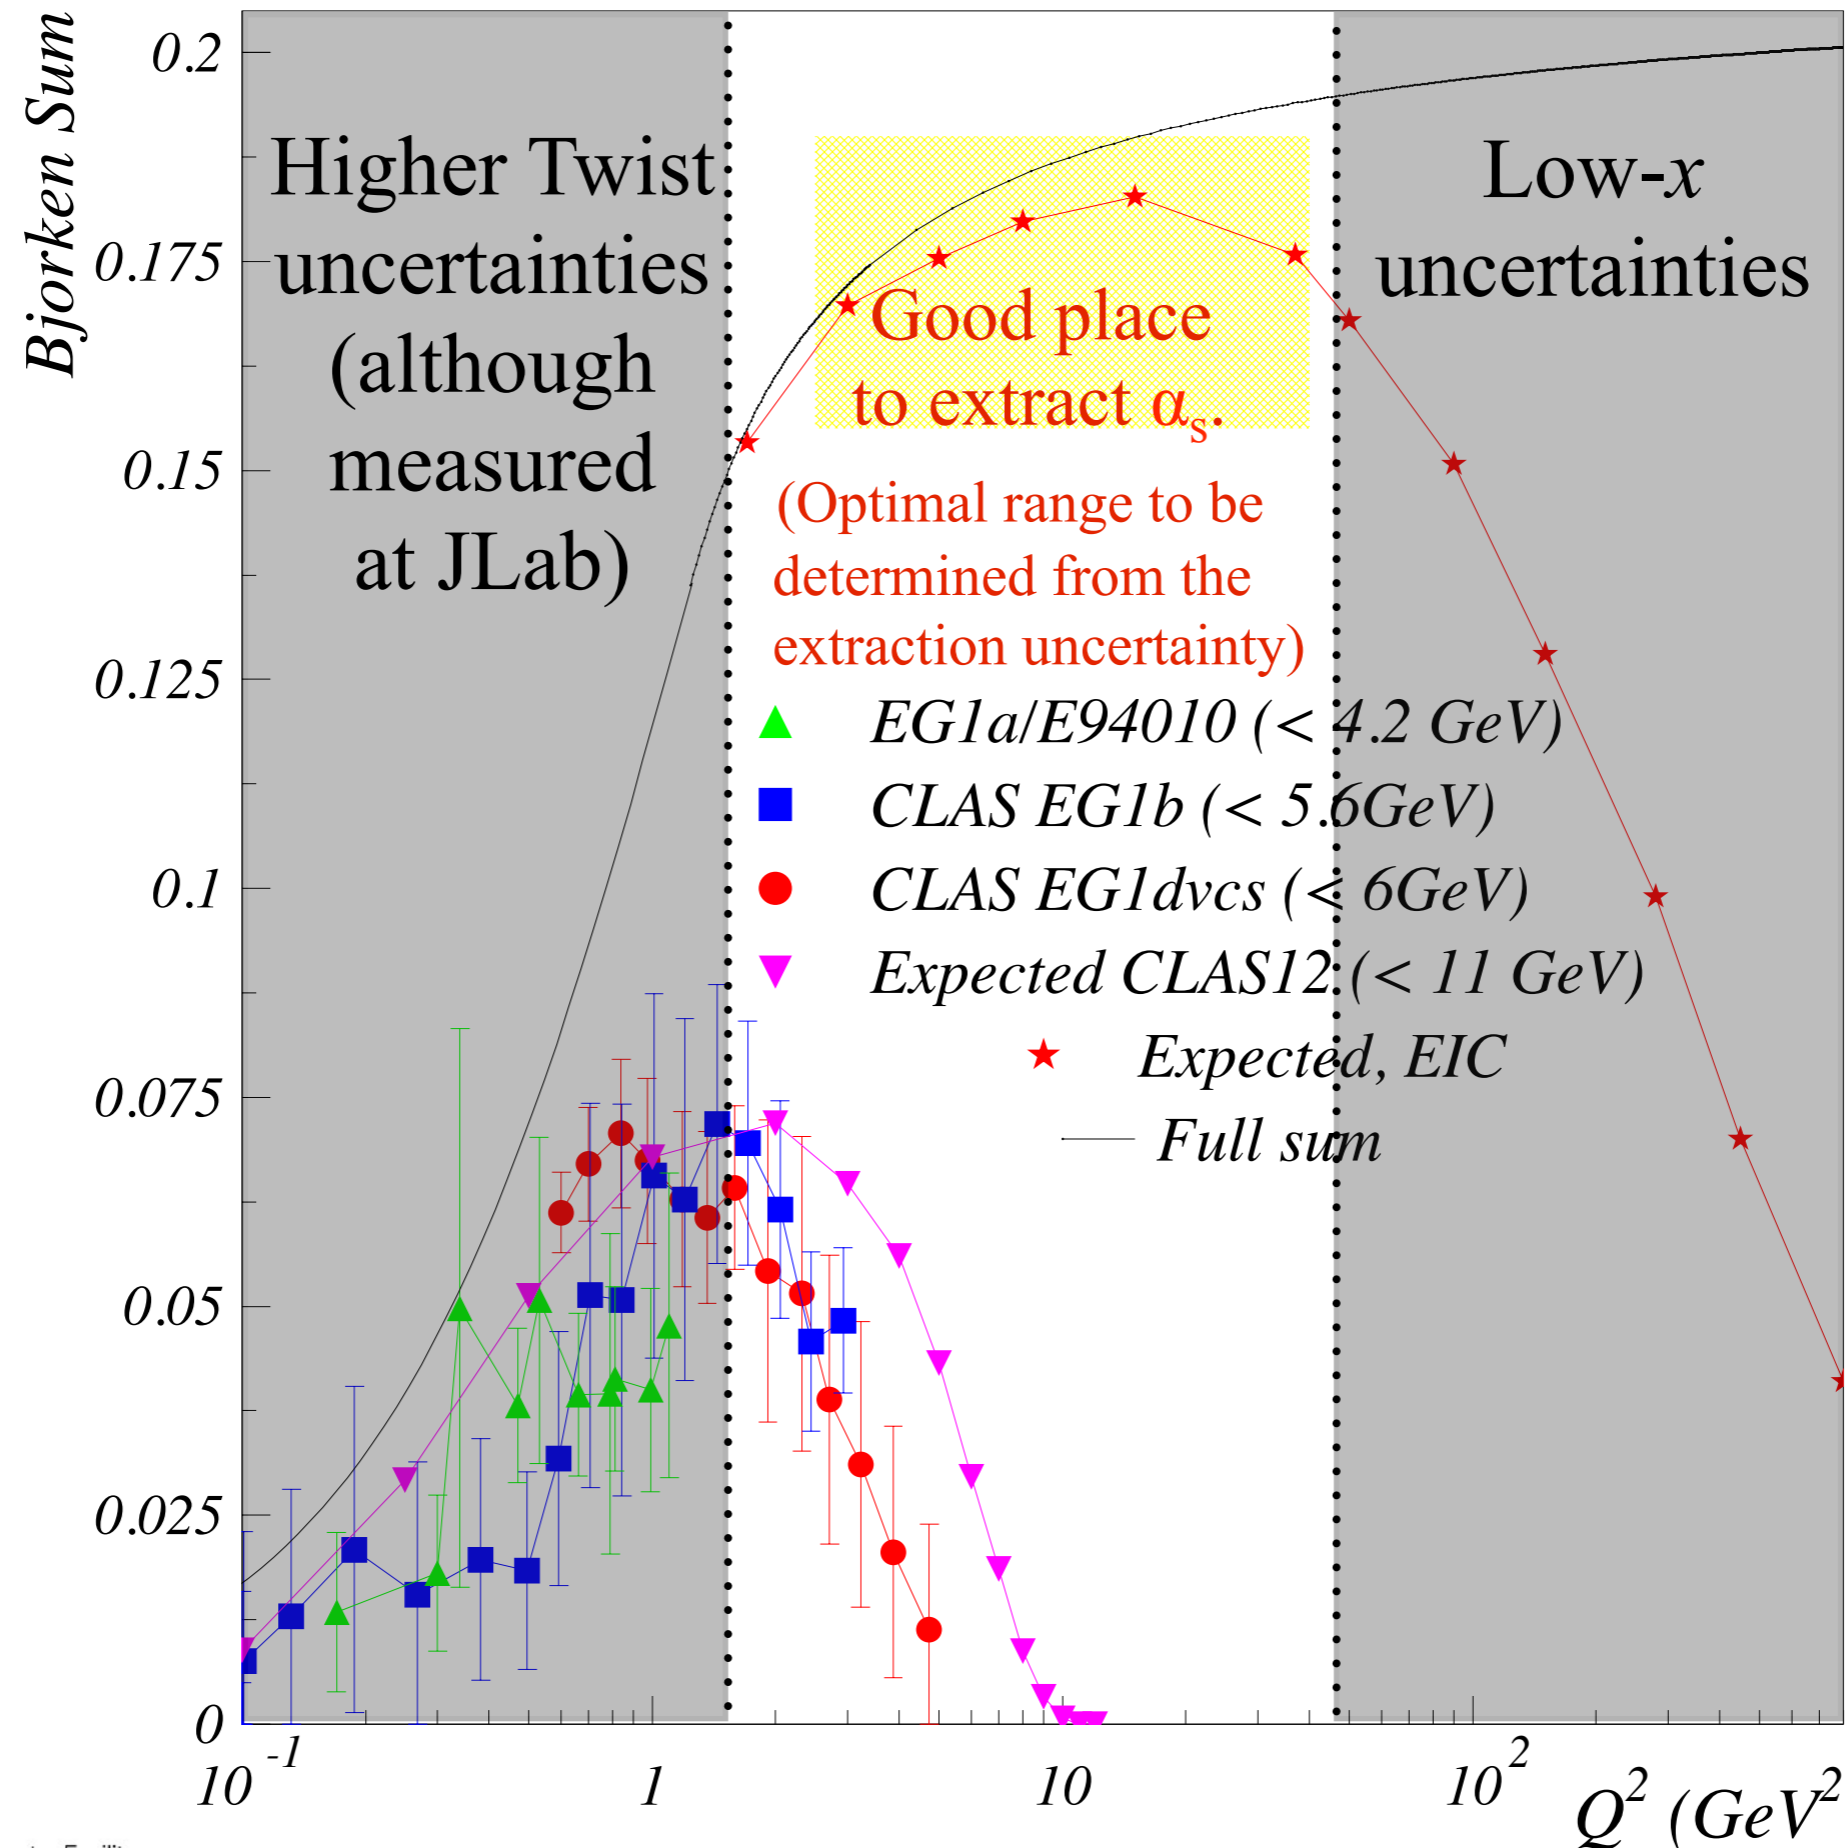 Bjorken Sum
0.2
0.175
0.15
0.125
0.1
0.075
0.05
0.025
0
Higher Twist
uncertainties
(although
measured
at JLab)
Low-x
uncertainties
Good place
to extract αs.
(Optimal range to be
determined from the
extraction uncertainty)
EG1a/E94010 (< 4.2 GeV)
CLAS EG1b (< 5.6GeV)
CLAS EG1dvcs (< 6GeV)
Expected CLAS12 (< 11 GeV)
Expected, EIC
Full sum
10⁻¹ 1 10 10²
Q² (GeV²